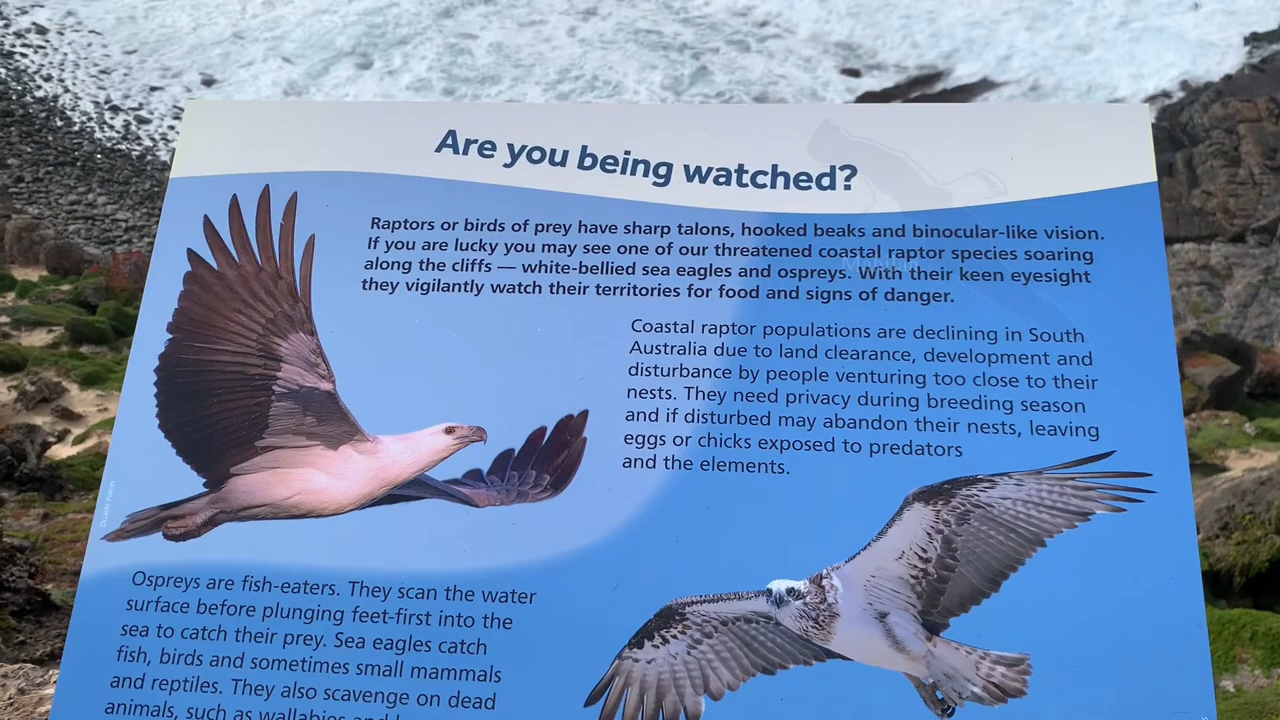 Are you being watched?
Raptors or birds of prey have sharp talons, hooked beaks and binocular-like vision.
If you are lucky you may see one of our threatened coastal raptor species soaring
along the cliffs — white-bellied sea eagles and ospreys. With their keen eyesight
they vigilantly watch their territories for food and signs of danger.
Coastal raptor populations are declining in South
Australia due to land clearance, development and
disturbance by people venturing too close to their
nests. They need privacy during breeding season
and if disturbed may abandon their nests, leaving
eggs or chicks exposed to predators
and the elements.
Ospreys are fish-eaters. They scan the water
surface before plunging feet-first into the
sea to catch their prey. Sea eagles catch
fish, birds and sometimes small mammals
and reptiles. They also scavenge on dead
animals, such as wallabies and